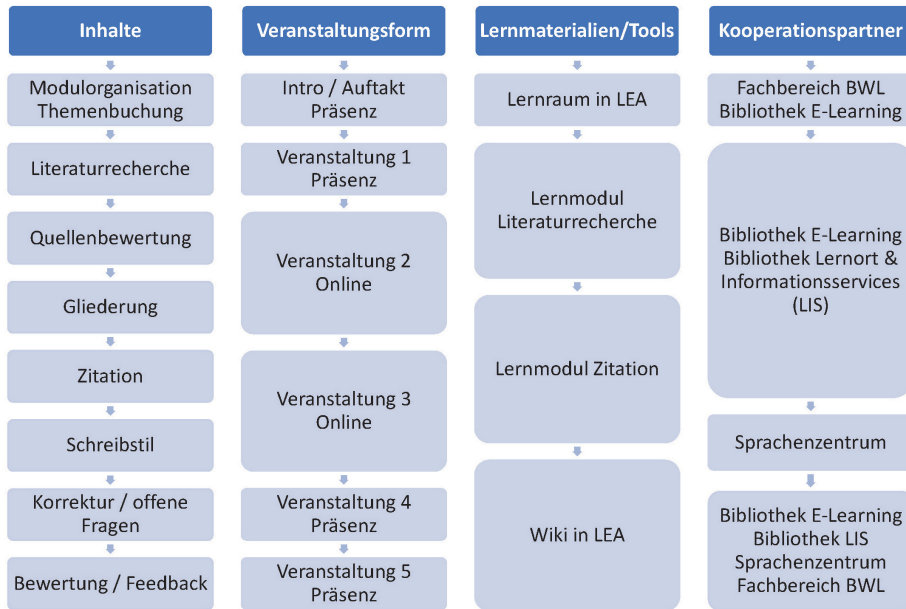 Inhalte
Modulorganisation
Themenbuchung
Literaturrecherche
Quellenbewertung
Gliederung
Zitation
Schreibstil
Korrektur / offene
Fragen
Bewertung / Feedback
Veranstaltungsform
Intro / Auftakt
Präsenz
Veranstaltung 1
Präsenz
Veranstaltung 2
Online
Veranstaltung 3
Online
Veranstaltung 4
Präsenz
Veranstaltung 5
Präsenz
Lernmaterialien/Tools
Lernraum in LEA
Lernmodul
Literaturrecherche
Lernmodul Zitation
Wiki in LEA
Kooperationspartner
Fachbereich BWL
Bibliothek E-Learning
Bibliothek E-Learning
Bibliothek Lernort &
Informationsservices
(LIS)
Sprachenzentrum
Bibliothek E-Learning
Bibliothek LIS
Sprachenzentrum
Fachbereich BWL